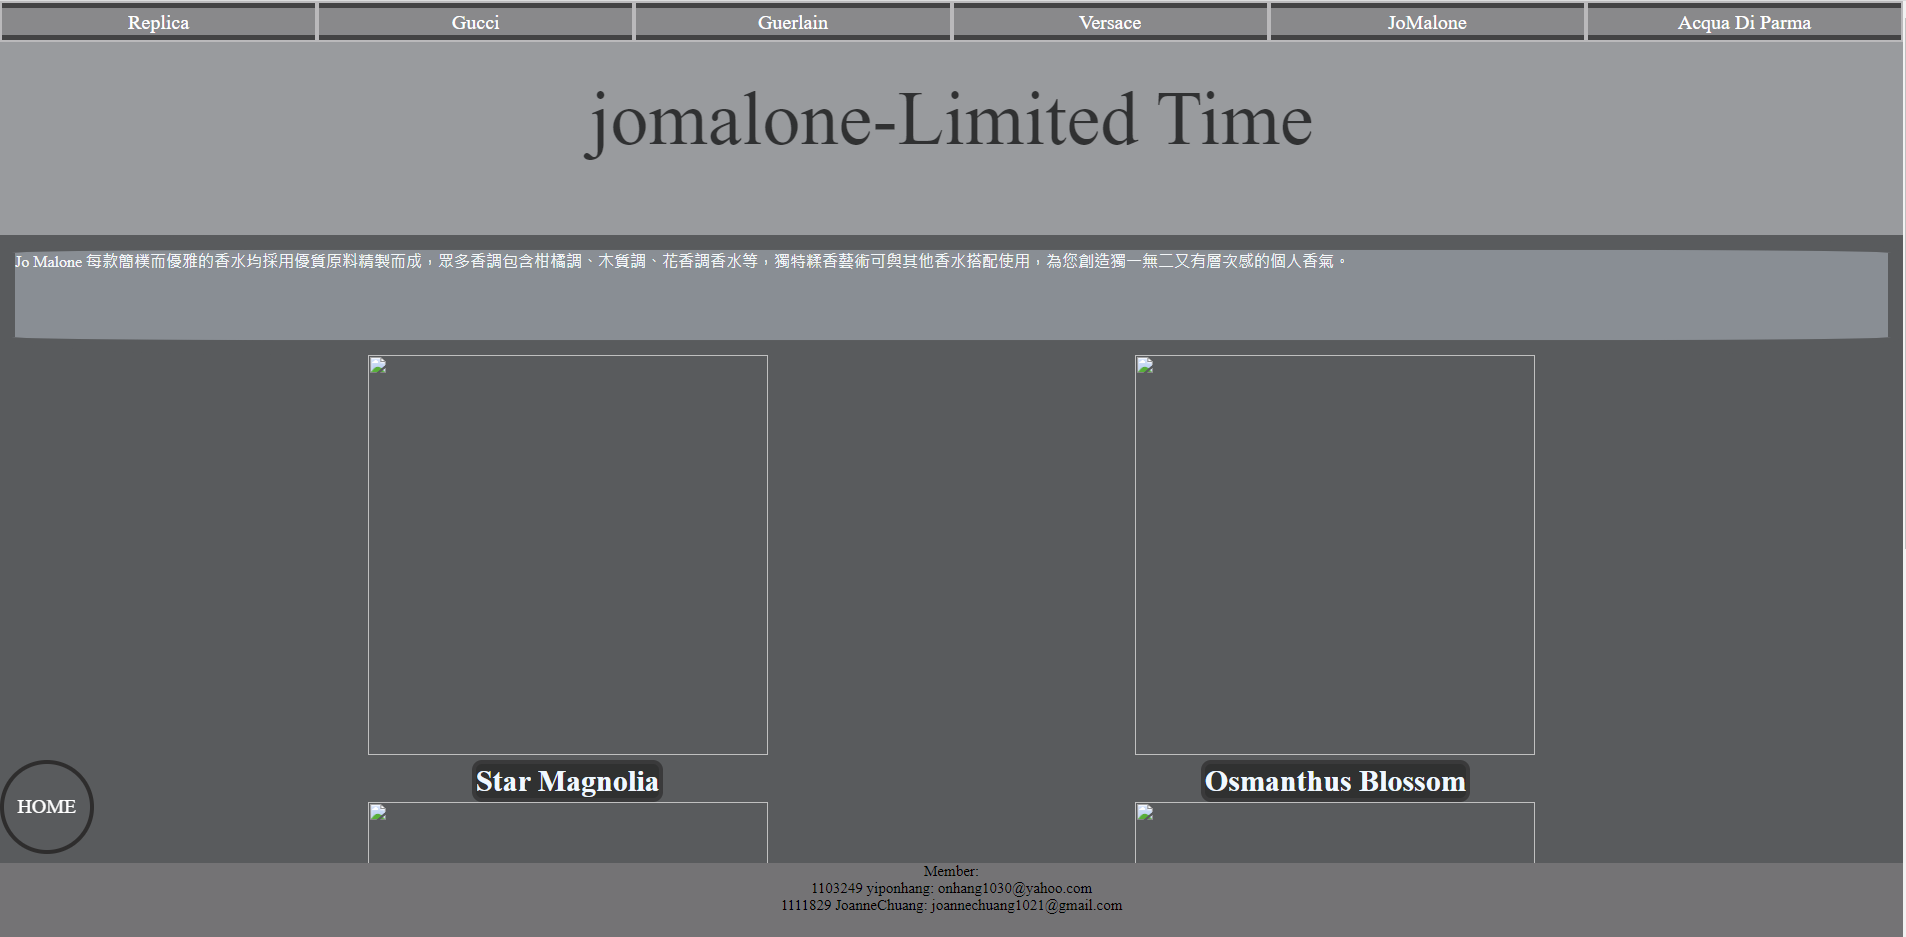 Replica Gucci Guerlain Versace JoMalone Acqua Di Parma
jomalone-Limited Time
Jo Malone 每款簡樸而優雅的香水均採用優質原料精製而成，眾多香調包含柑橘調、木質調、花香調香水等，獨特糅香藝術可與其他香水搭配使用，為您創造獨一無二又有層次感的個人香氣。
Star Magnolia Osmanthus Blossom
HOME
Member:
1103249 yiponhang: onhang1030@yahoo.com
1111829 JoanneChuang: joannechuang1021@gmail.com